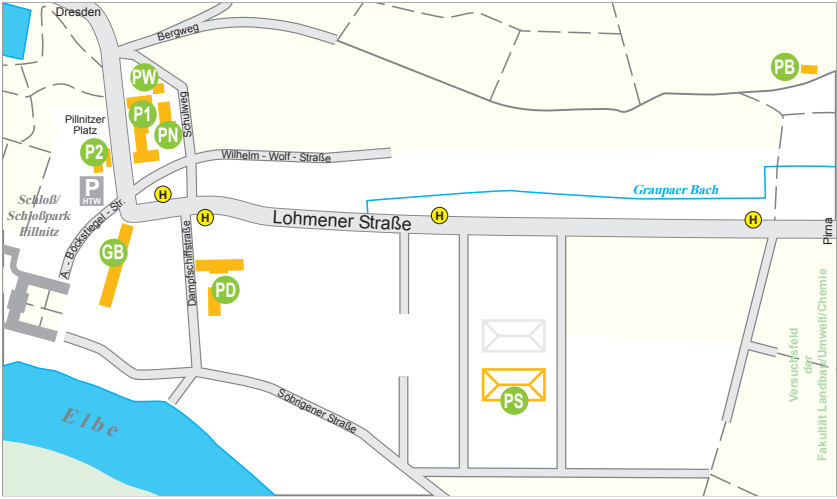 Dresden
Bergweg
PB
PW
P1
PN
Schulweg
Pillnitzer
Platz
P2
Wilhelm - Wolf - Straße
P
HTW
H
H
H
H
Graupaer Bach
Schloß/
Schloßpark
Pillnitz
A. - Böckstiegel - Str.
Lohmener Straße
Pirna
GB
Dampfschiffstraße
PD
Versuchsfeld
der
Fakultät Landbau/Umwelt/Chemie
PS
Söbrigener Straße
Elbe